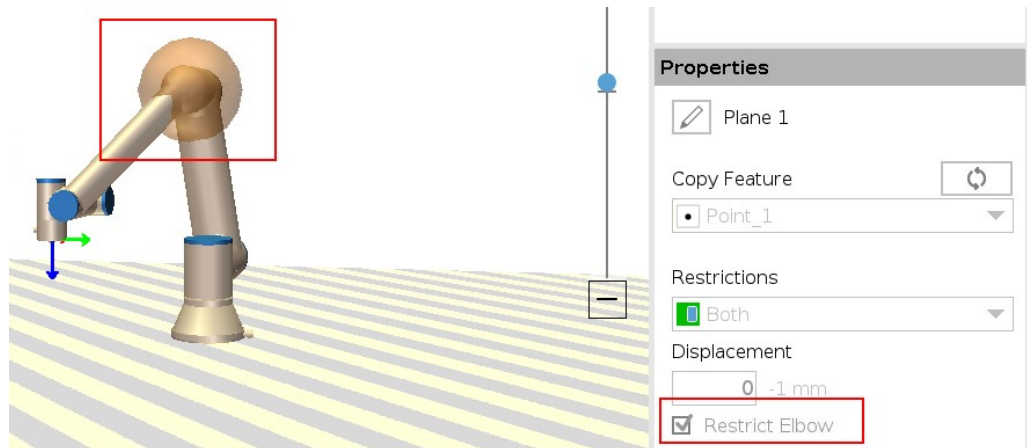 Properties
Plane 1
Copy Feature
Point_1
Restrictions
Both
Displacement
0 -1 mm
Restrict Elbow